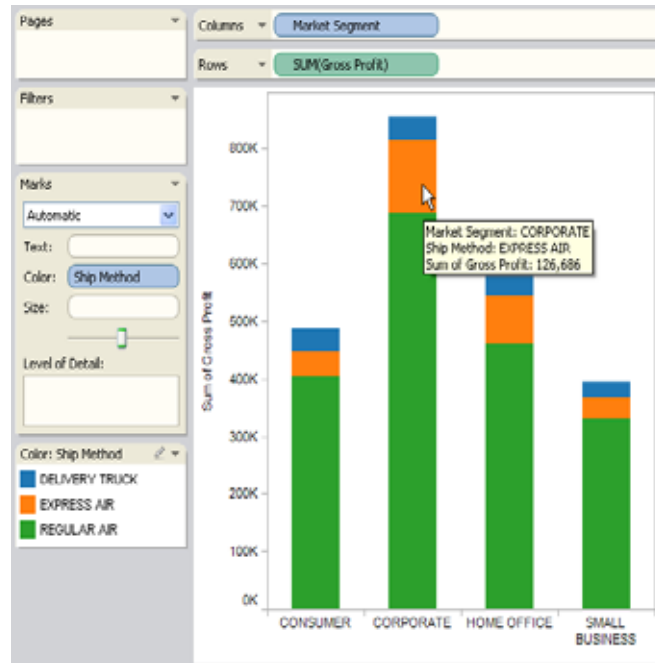 Pages
Columns
Market Segment
Rows
SUM(Gross Profit)
Filters
Marks
Automatic
Text:
Color:
Ship Method
Size:
Level of Detail:
Color: Ship Method
DELIVERY TRUCK
EXPRESS AIR
REGULAR AIR
Sum of Gross Profit
800K
700K
600K
500K
400K
300K
200K
100K
0K
Market Segment: CORPORATE
Ship Method: EXPRESS AIR
Sum of Gross Profit: 126,686
CONSUMER
CORPORATE
HOME OFFICE
SMALL
BUSINESS